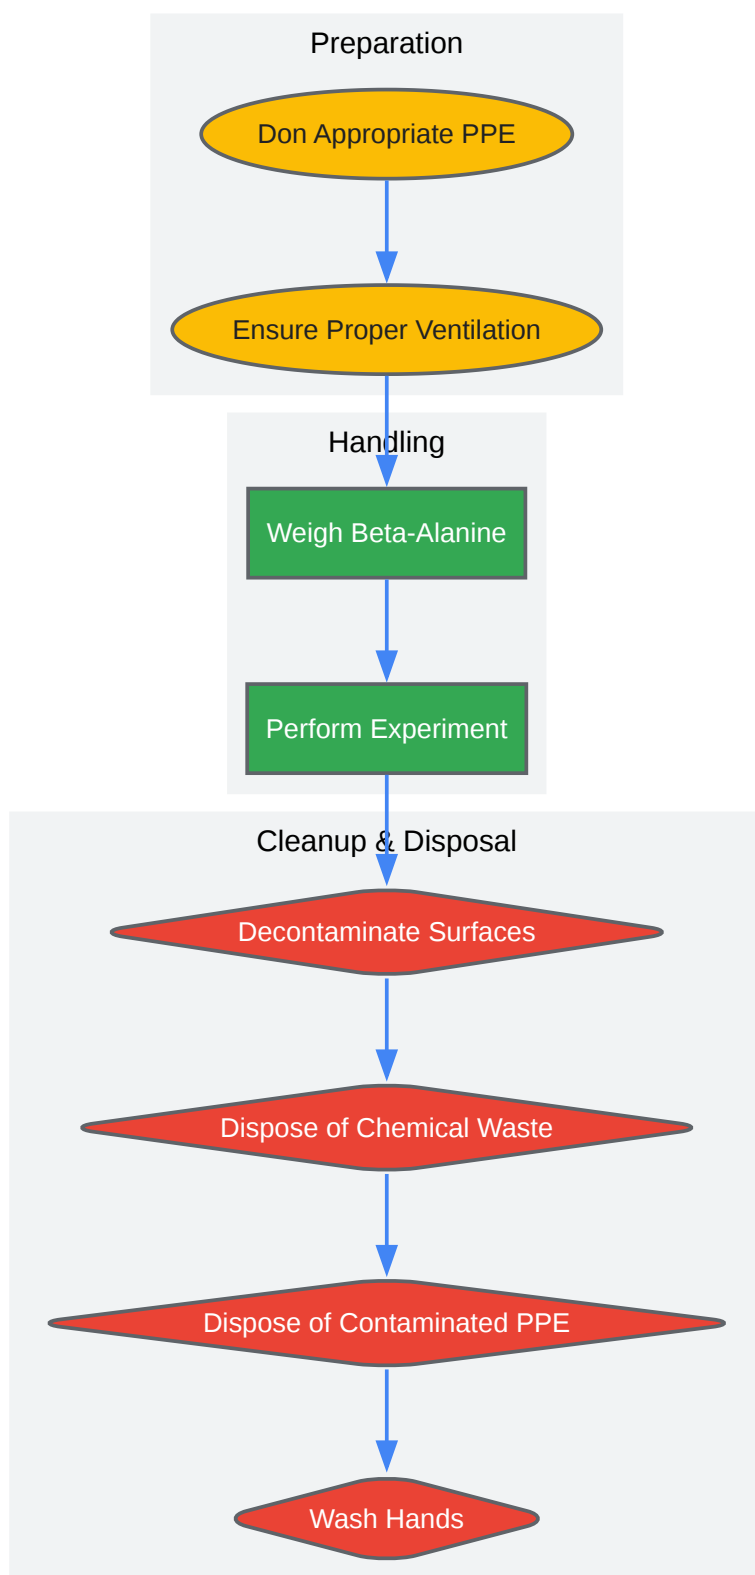 Preparation
Don Appropriate PPE
Ensure Proper Ventilation
Handling
Weigh Beta-Alanine
Perform Experiment
Cleanup & Disposal
Decontaminate Surfaces
Dispose of Chemical Waste
Dispose of Contaminated PPE
Wash Hands